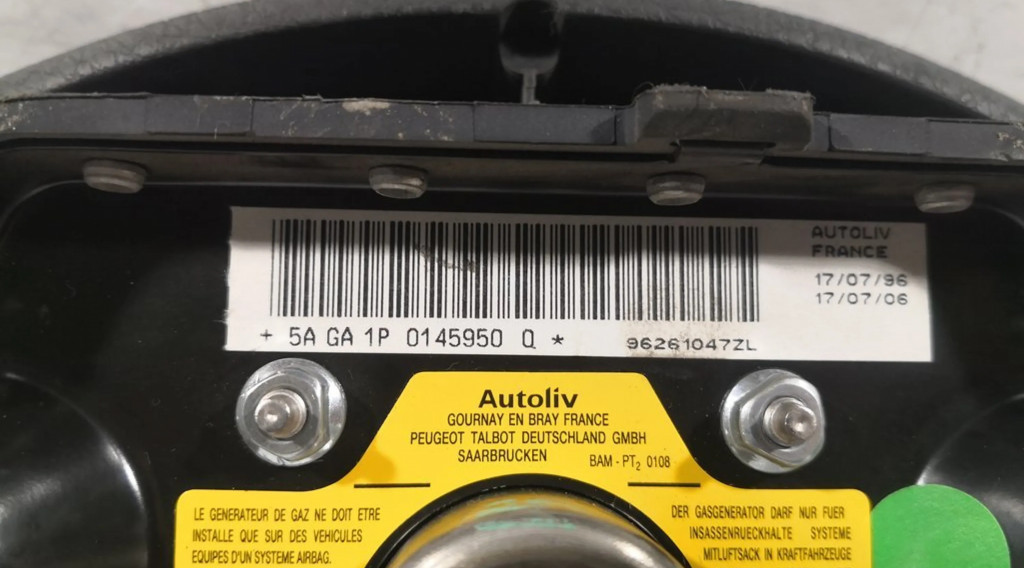 AUTOLIV
FRANCE
17/07/96
17/07/06
+ 5A GA 1P 0145950 Q *
96261047ZL
Autoliv
GOURNAY EN BRAY FRANCE
PEUGEOT TALBOT DEUTSCHLAND GMBH
SAARBRUCKEN BAM - PT₂ 0108
LE GENERATEUR DE GAZ NE DOIT ETRE
INSTALLE QUE SUR DES VEHICULES
EQUIPES D'UN SYSTEME AIRBAG.
DER GASGENERATOR DARF NUR FUER
INSASSENRUECKHALTE SYSTEME
MITLUFTSACK IN KRAFTFAHRZEUGE